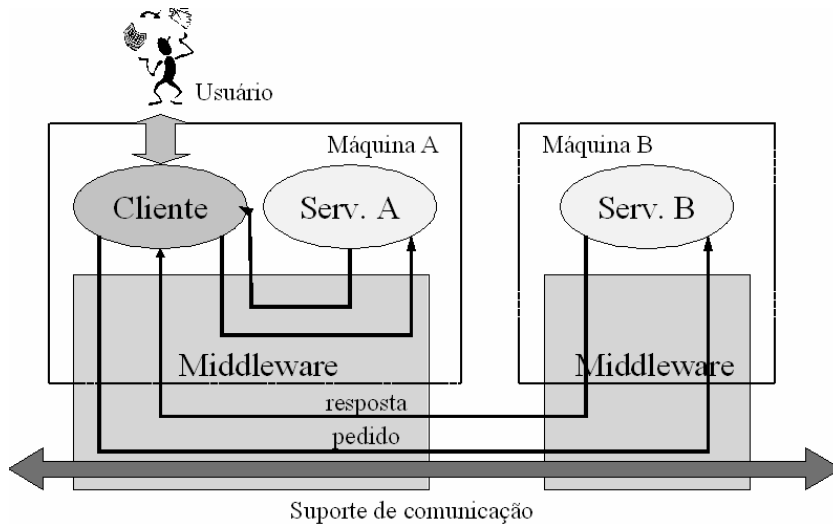 Usuário
Máquina A
Máquina B
Cliente
Serv. A
Serv. B
Middleware
Middleware
resposta
pedido
Suporte de comunicação